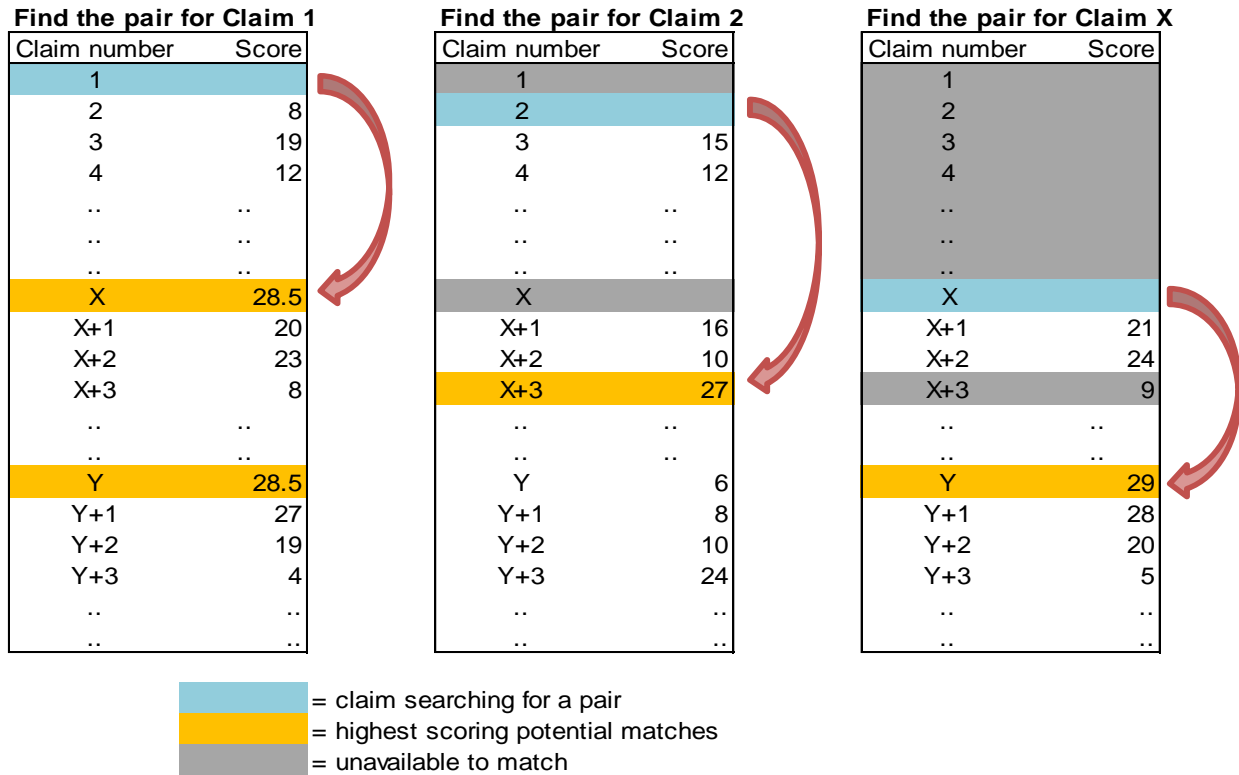 Find the pair for Claim 1 Find the pair for Claim 2 Find the pair for Claim X
Claim number Score Claim number Score Claim number Score
1 1 1
2 8 2 2
3 19 3 15 3
4 12 4 12 4
.. .. .. .. ..
.. .. .. .. ..
.. .. .. .. ..
X 28.5 X X
X+1 20 X+1 16 X+1 21
X+2 23 X+2 10 X+2 24
X+3 8 X+3 27 X+3 9
.. .. .. .. .. ..
.. .. .. .. .. ..
Y 28.5 Y 6 Y 29
Y+1 27 Y+1 8 Y+1 28
Y+2 19 Y+2 10 Y+2 20
Y+3 4 Y+3 24 Y+3 5
.. .. .. .. .. ..
.. .. .. .. .. ..
= claim searching for a pair
= highest scoring potential matches
= unavailable to match